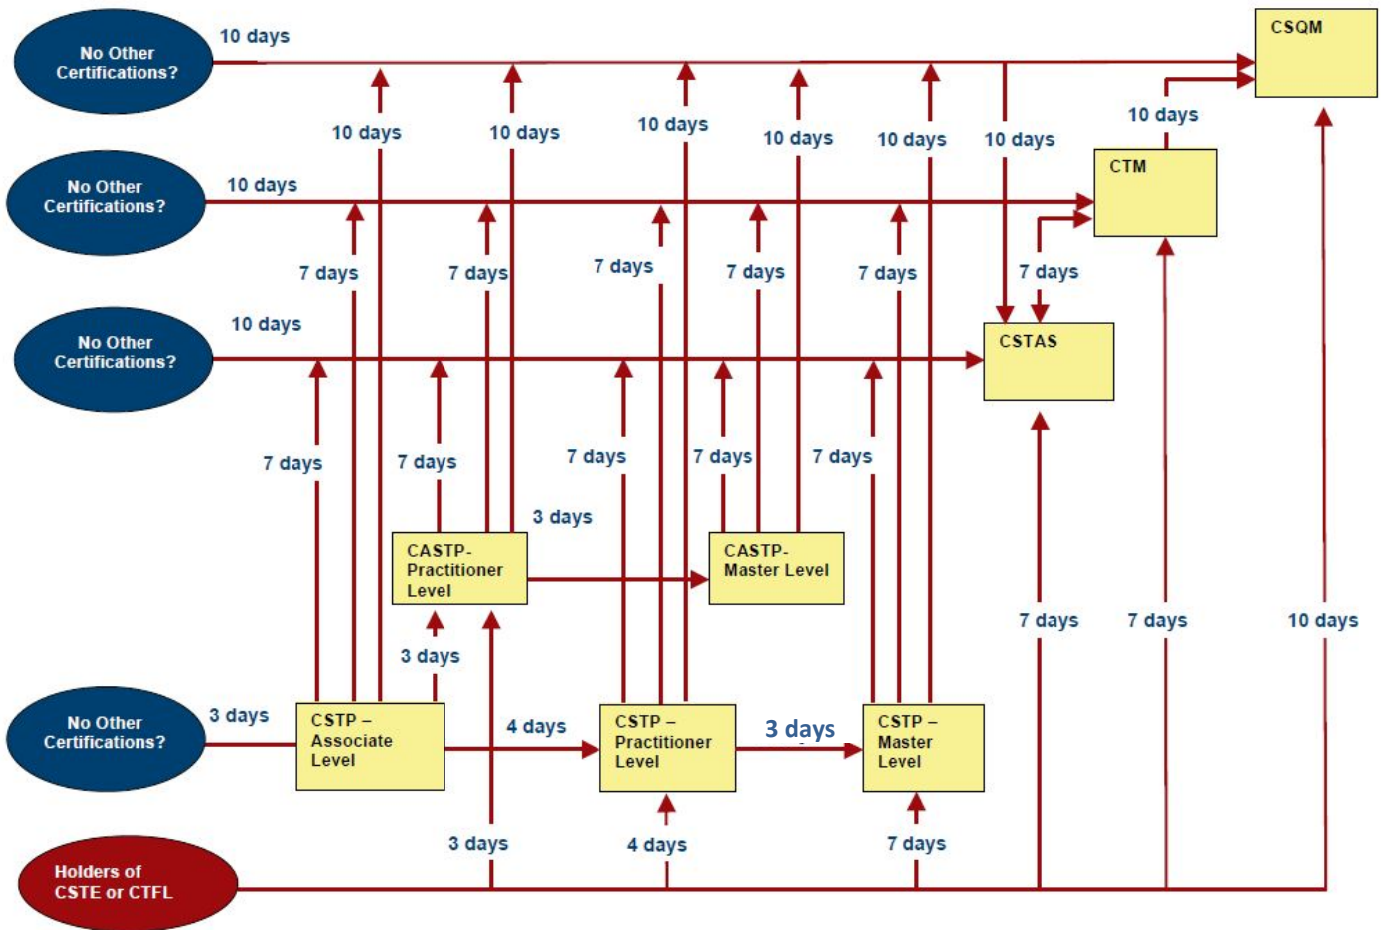 10 days
CSQM
No Other
Certifications?
10 days
10 days
10 days
10 days
10 days
10 days
10 days
CTM
No Other
Certifications?
10 days
7 days
7 days
7 days
7 days
7 days
7 days
10 days
CSTAS
No Other
Certifications?
7 days
7 days
7 days
7 days
7 days
3 days
CASTP-
Practitioner
Level
CASTP-
Master Level
7 days
7 days
10 days
3 days
No Other
Certifications?
3 days
CSTP –
Associate
Level
4 days
CSTP –
Practitioner
Level
3 days
CSTP –
Master
Level
3 days
4 days
7 days
Holders of
CSTE or CTFL